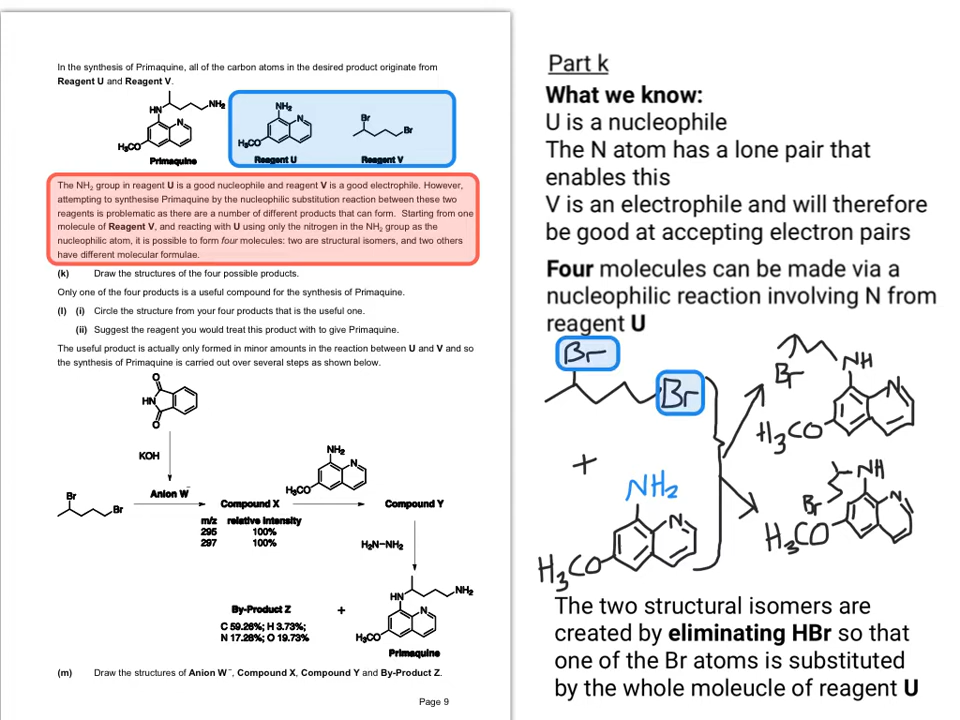 In the synthesis of Primaquine, all of the carbon atoms in the desired product originate from
Reagent U and Reagent V.
HN
NH2
N
H3CO
Primaquine
NH2
N
H3CO
Reagent U
Br
Br
Reagent V
The NH2 group in reagent U is a good nucleophile and reagent V is a good electrophile. However,
attempting to synthesise Primaquine by the nucleophilic substitution reaction between these two
reagents is problematic as there are a number of different products that can form. Starting from one
molecule of Reagent V, and reacting with U using only the nitrogen in the NH2 group as the
nucleophilic atom, it is possible to form four molecules: two are structural isomers, and two others
have different molecular formulae.
(k) Draw the structures of the four possible products.
Only one of the four products is a useful compound for the synthesis of Primaquine.
(l) (i) Circle the structure from your four products that is the useful one.
(ii) Suggest the reagent you would treat this product with to give Primaquine.
The useful product is actually only formed in minor amounts in the reaction between U and V and so
the synthesis of Primaquine is carried out over several steps as shown below.
O
HN
O
KOH
NH2
N
H3CO
Br
Br
Anion W-
Compound X
Compound Y
m/z relative intensity
295 100%
297 100%
H2N-NH2
By-Product Z
+
C 59.26%; H 3.73%;
N 17.28%; O 19.73%
HN
NH2
N
H3CO
Primaquine
(m) Draw the structures of Anion W-, Compound X, Compound Y and By-Product Z.
Page 9
Part k
What we know:
U is a nucleophile
The N atom has a lone pair that
enables this
V is an electrophile and will therefore
be good at accepting electron pairs
Four molecules can be made via a
nucleophilic reaction involving N from
reagent U
Br
Br
+
NH2
N
H3CO
Br
NH
N
H3CO
NH
Br
N
H3CO
The two structural isomers are
created by eliminating HBr so that
one of the Br atoms is substituted
by the whole moleucle of reagent U